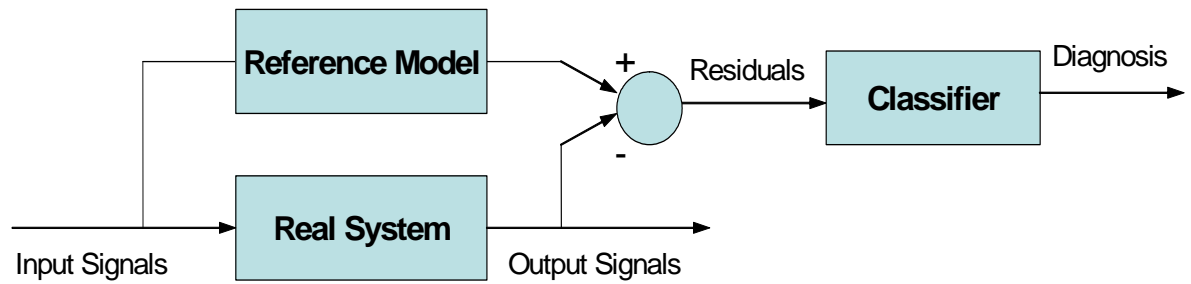 Reference Model
+
Residuals
Diagnosis
Classifier
-
Real System
Input Signals
Output Signals